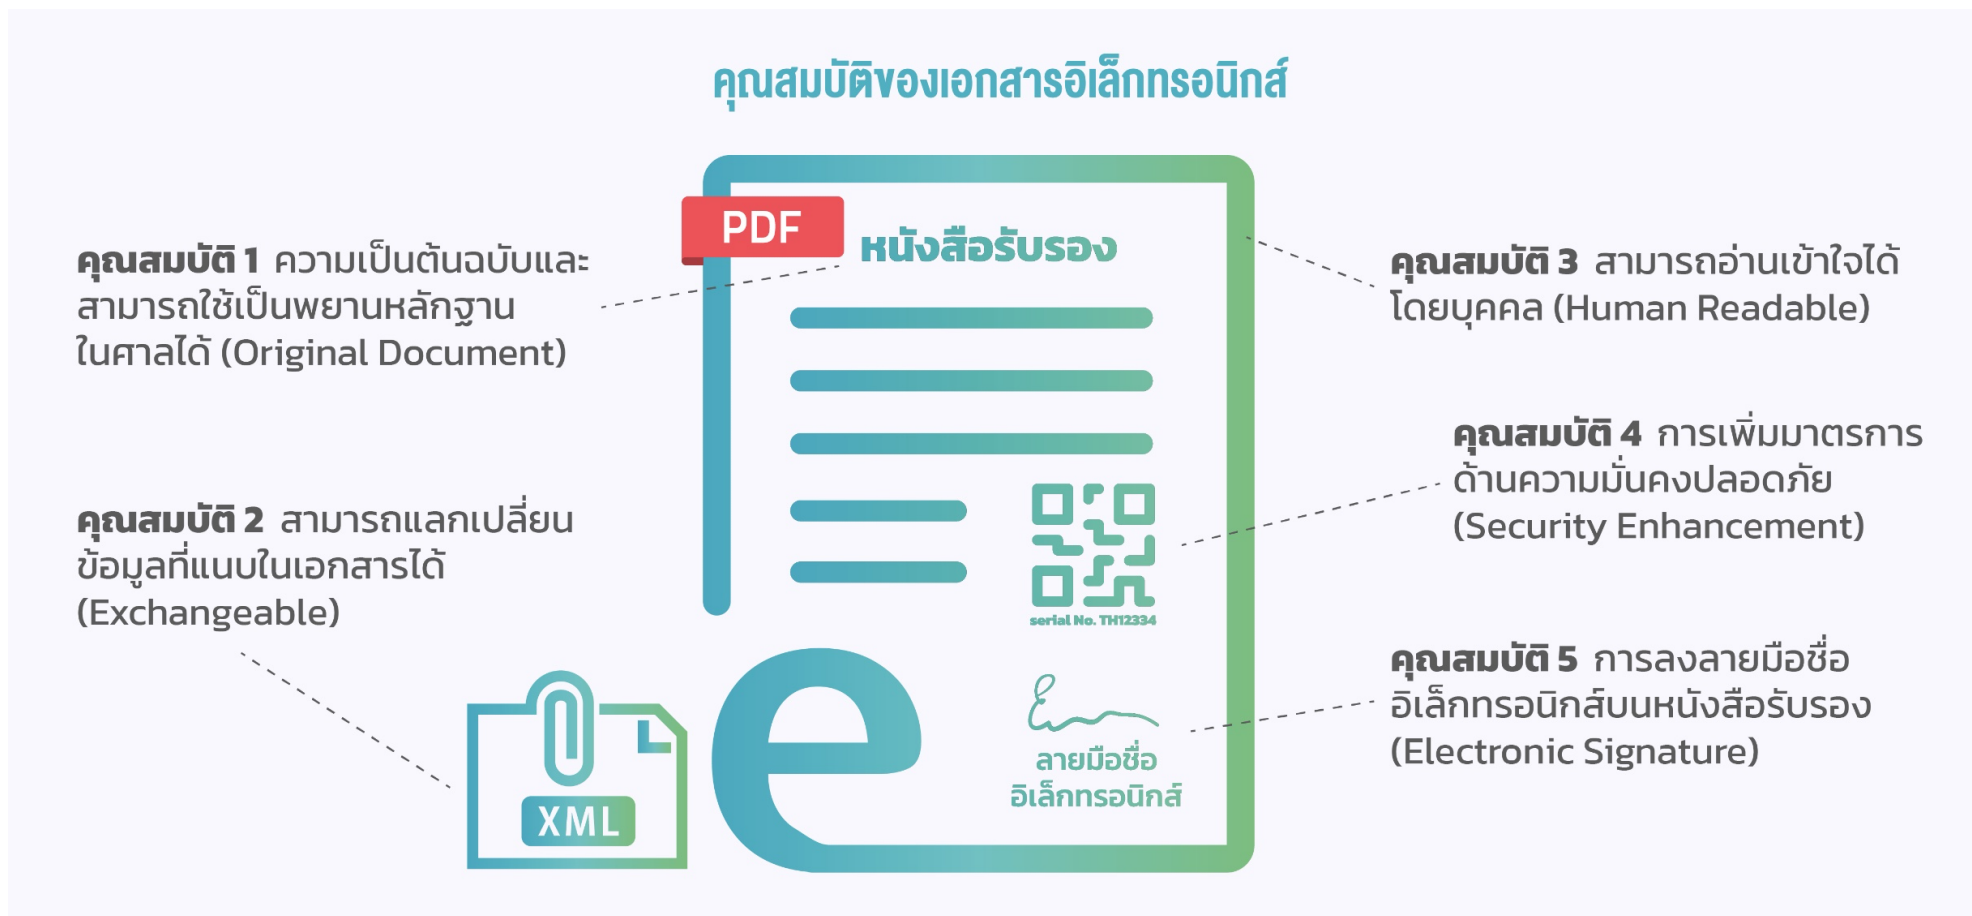 คุณสมบัติของเอกสารอิเล็กทรอนิกส์
PDF
หนังสือรับรอง
คุณสมบัติ 1 ความเป็นต้นฉบับและ
สามารถใช้เป็นพยานหลักฐาน
ในศาลได้ (Original Document)
คุณสมบัติ 2 สามารถแลกเปลี่ยน
ข้อมูลที่แนบในเอกสารได้
(Exchangeable)
XML
คุณสมบัติ 3 สามารถอ่านเข้าใจได้
โดยบุคคล (Human Readable)
คุณสมบัติ 4 การเพิ่มมาตรการ
ด้านความมั่นคงปลอดภัย
(Security Enhancement)
serial No. TH12334
คุณสมบัติ 5 การลงลายมือชื่อ
อิเล็กทรอนิกส์บนหนังสือรับรอง
(Electronic Signature)
e
ลายมือชื่อ
อิเล็กทรอนิกส์